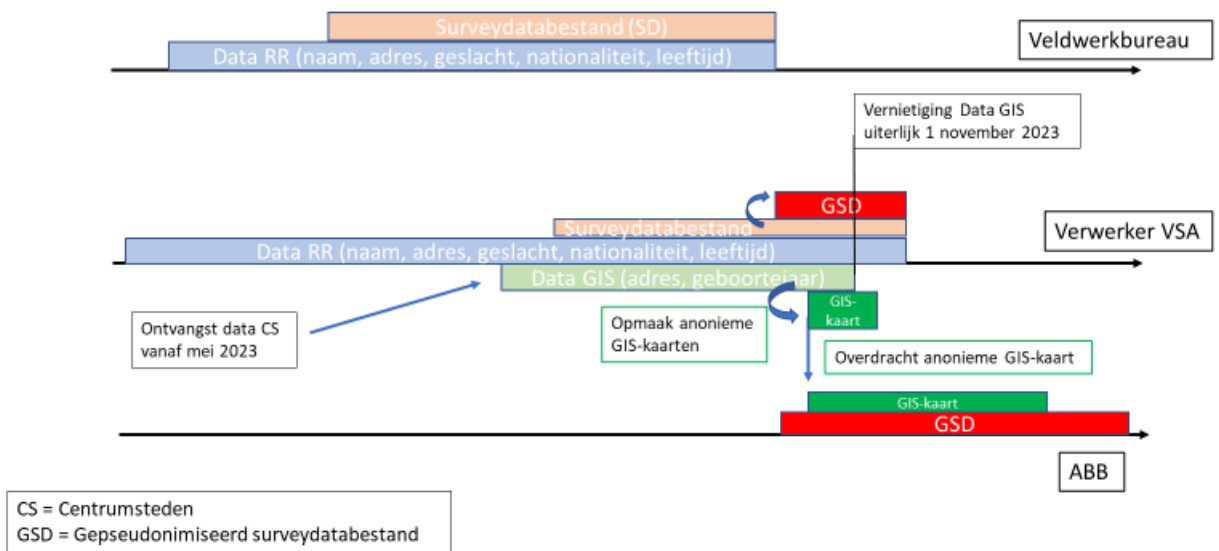 Surveydatabestand (SD)
Data RR (naam, adres, geslacht, nationaliteit, leeftijd)
Veldwerkbureau
Vernietiging Data GIS
uiterlijk 1 november 2023
GSD
Surveydatabestand
Verwerker VSA
Data RR (naam, adres, geslacht, nationaliteit, leeftijd)
Data GIS (adres, geboortejaar)
Ontvangst data CS
vanaf mei 2023
Opmaak anonieme
GIS-kaarten
GIS-
kaart
Overdracht anonieme GIS-kaart
GIS-kaart
GSD
ABB
CS = Centrumsteden
GSD = Gepseudonimiseerd surveydatabestand